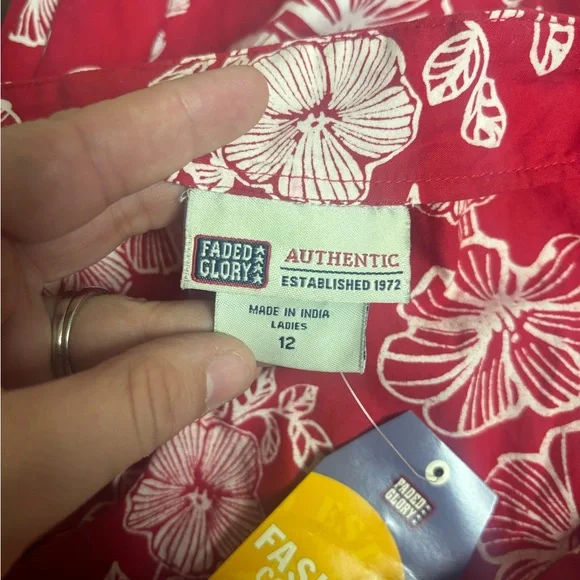 FADED
GLORY
AUTHENTIC
ESTABLISHED 1972
MADE IN INDIA
LADIES
12
FADED
GLORY